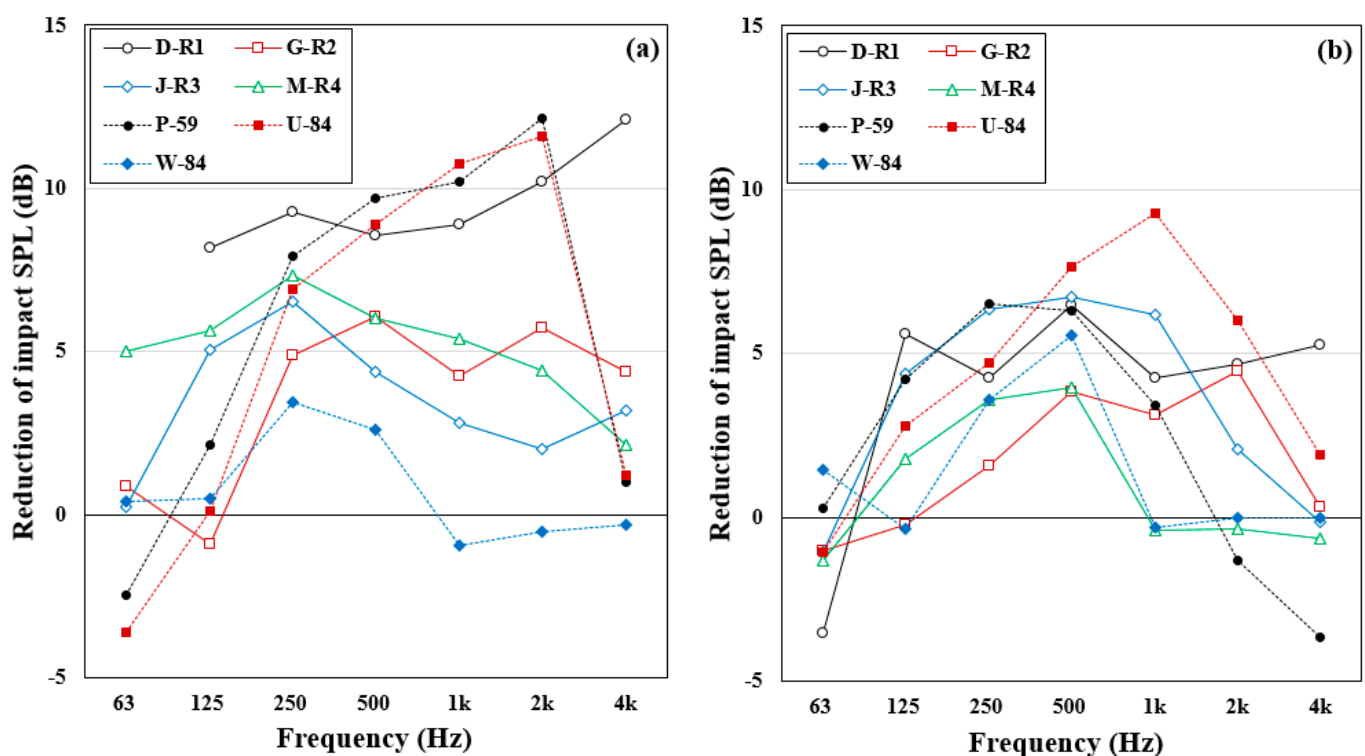 Reduction of impact SPL (dB)
15
10
5
0
-5
D-R1 G-R2
J-R3 M-R4
P-59 U-84
W-84
(a)
63 125 250 500 1k 2k 4k
Frequency (Hz)
Reduction of impact SPL (dB)
15
10
5
0
-5
D-R1 G-R2
J-R3 M-R4
P-59 U-84
W-84
(b)
63 125 250 500 1k 2k 4k
Frequency (Hz)